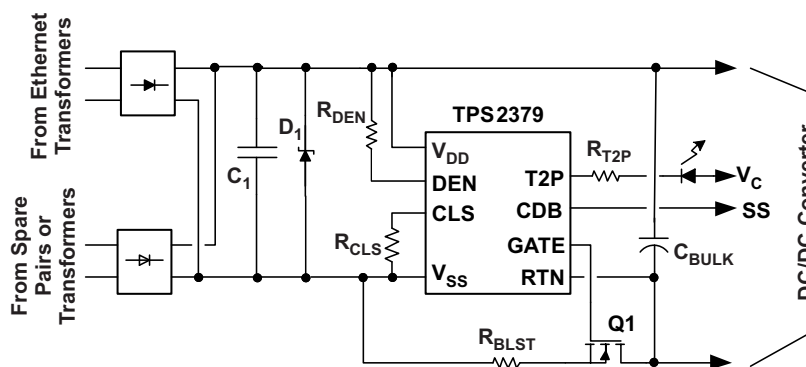 From Ethernet
Transformers
From Spare
Pairs or
Transformers
C1
D1
RDEN
RCLS
TPS2379
VDD
DEN
CLS
VSS
T2P
CDB
GATE
RTN
RT2P
VC
SS
CBULK
Q1
RBLST
DC/DC Converter